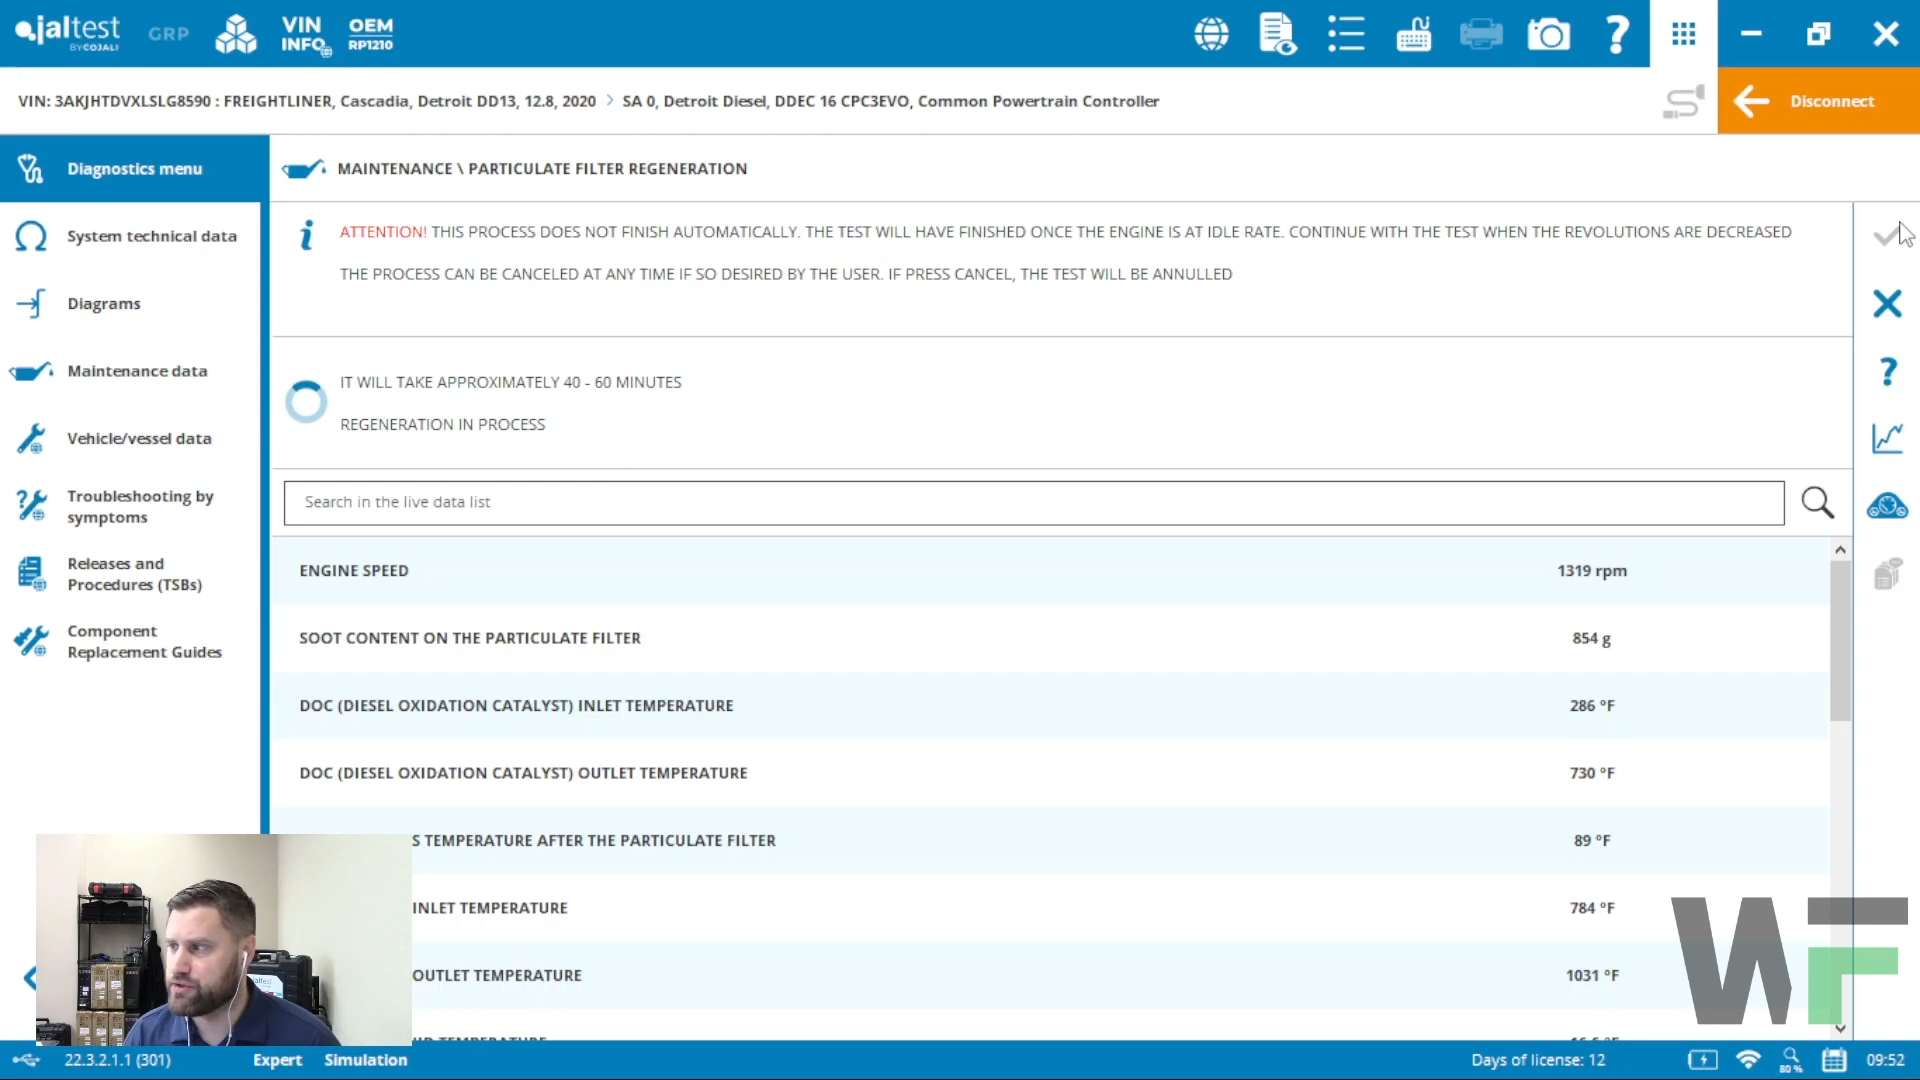 jaltest
BY COJALI
GRP
VIN
INFO
OEM
RP1210
VIN: 3AKJHTDVXLSLG8590 : FREIGHTLINER, Cascadia, Detroit DD13, 12.8, 2020 > SA 0, Detroit Diesel, DDEC 16 CPC3EVO, Common Powertrain Controller
Disconnect
Diagnostics menu
MAINTENANCE \ PARTICULATE FILTER REGENERATION
System technical data
Diagrams
Maintenance data
Vehicle/vessel data
Troubleshooting by
symptoms
Releases and
Procedures (TSBs)
Component
Replacement Guides
ATTENTION! THIS PROCESS DOES NOT FINISH AUTOMATICALLY. THE TEST WILL HAVE FINISHED ONCE THE ENGINE IS AT IDLE RATE. CONTINUE WITH THE TEST WHEN THE REVOLUTIONS ARE DECREASED
THE PROCESS CAN BE CANCELED AT ANY TIME IF SO DESIRED BY THE USER. IF PRESS CANCEL, THE TEST WILL BE ANNULLED
IT WILL TAKE APPROXIMATELY 40 - 60 MINUTES
REGENERATION IN PROCESS
Search in the live data list
ENGINE SPEED 1319 rpm
SOOT CONTENT ON THE PARTICULATE FILTER 854 g
DOC (DIESEL OXIDATION CATALYST) INLET TEMPERATURE 286 °F
DOC (DIESEL OXIDATION CATALYST) OUTLET TEMPERATURE 730 °F
S TEMPERATURE AFTER THE PARTICULATE FILTER 89 °F
INLET TEMPERATURE 784 °F
OUTLET TEMPERATURE 1031 °F
WF
jaltest
22.3.2.1.1 (301)
Expert
Simulation
Days of license: 12
80 %
09:52